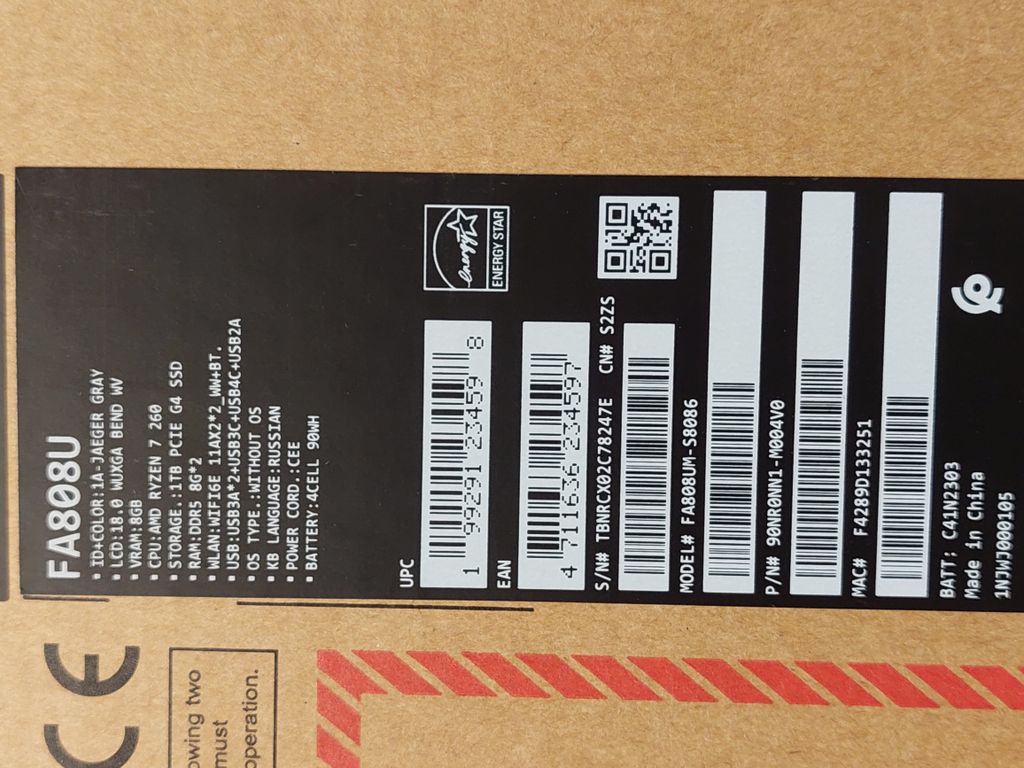 FA808U
▪ ID+COLOR:1A-JAEGER GRAY
▪ LCD:18.0 WUXGA BEND WV
▪ VRAM:8GB
▪ CPU:AMD RYZEN 7 260
▪ STORAGE.:1TB PCIE G4 SSD
▪ RAM:DDR5 8G*2
▪ WLAN:WIFI6E 11AX2*2_WW+BT.
▪ USB:USB3A*2+USB3C+USB4C+USB2A
▪ OS TYPE.:WITHOUT OS
▪ KB LANGUAGE:RUSSIAN
▪ POWER CORD.:CEE
▪ BATTERY:4CELL 90WH
UPC
1 99291 23459 8
energy
ENERGY STAR
EAN
4 711636 234597
S/N# TBNRCX02C78247E CN# S2ZS
MODEL# FA808UM-S8086
P/N# 90NR0NN1-M004V0
MAC# F4289D133251
BATT: C41N2303
Made in China
1NJWJ000105
CE
owing two
must
operation.